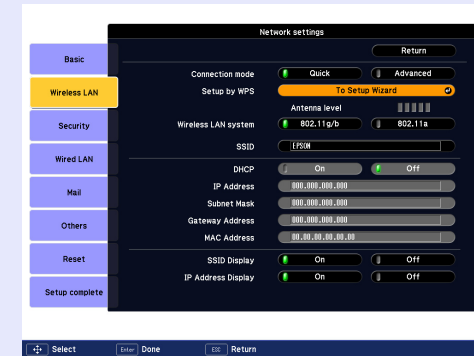 Network settings
Return
Basic
Connection mode Quick Advanced
Wireless LAN Setup by WPS To Setup Wizard
Antenna level
Security Wireless LAN system 802.11g/b 802.11a
SSID EPSON
Wired LAN
DHCP On Off
Mail IP Address 000.000.000.000
Subnet Mask 000.000.000.000
Others Gateway Address 000.000.000.000
MAC Address 00.00.00.00.00.00
Reset SSID Display On Off
IP Address Display On Off
Setup complete
Select Enter Done ESC Return